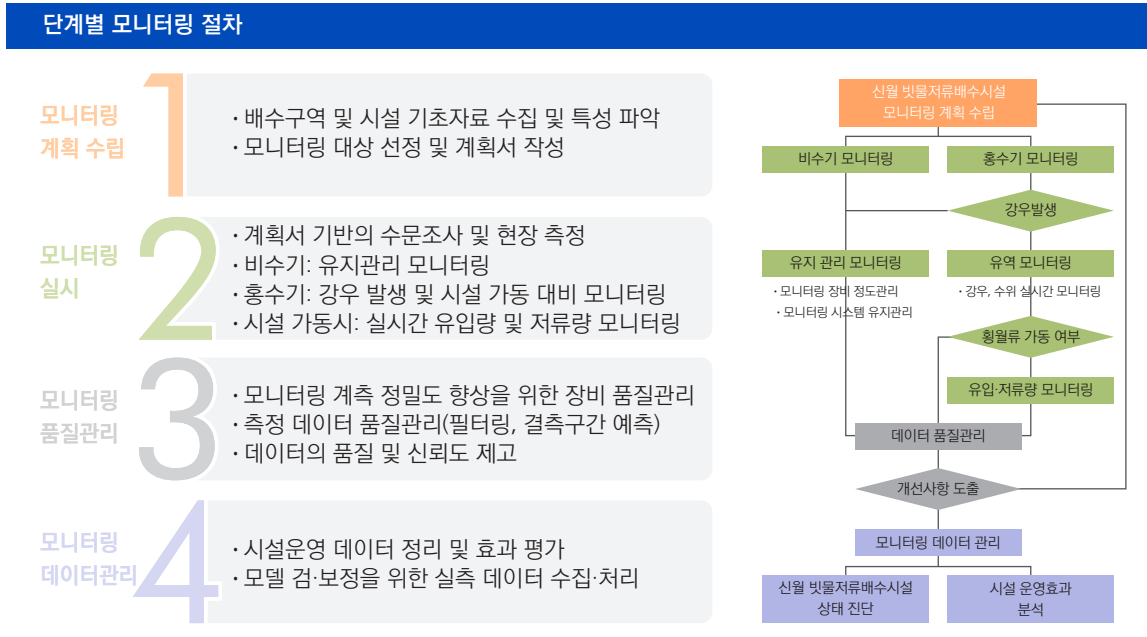 단계별 모니터링 절차
모니터링
계획 수립
1
· 배수구역 및 시설 기초자료 수집 및 특성 파악
· 모니터링 대상 선정 및 계획서 작성
모니터링
실시
2
· 계획서 기반의 수문조사 및 현장 측정
· 비수기: 유지관리 모니터링
· 홍수기: 강우 발생 및 시설 가동 대비 모니터링
· 시설 가동시: 실시간 유입량 및 저류량 모니터링
모니터링
품질관리
3
· 모니터링 계측 정밀도 향상을 위한 장비 품질관리
· 측정 데이터 품질관리(필터링, 결측구간 예측)
· 데이터의 품질 및 신뢰도 제고
모니터링
데이터관리
4
· 시설운영 데이터 정리 및 효과 평가
· 모델 검·보정을 위한 실측 데이터 수집·처리
신월 빗물저류배수시설
모니터링 계획 수립
비수기 모니터링
홍수기 모니터링
강우발생
유지 관리 모니터링
유역 모니터링
· 모니터링 장비 정도관리
· 모니터링 시스템 유지관리
· 강우, 수위 실시간 모니터링
횡월류 가동 여부
유입·저류량 모니터링
데이터 품질관리
개선사항 도출
모니터링 데이터 관리
신월 빗물저류배수시설
상태 진단
시설 운영효과
분석